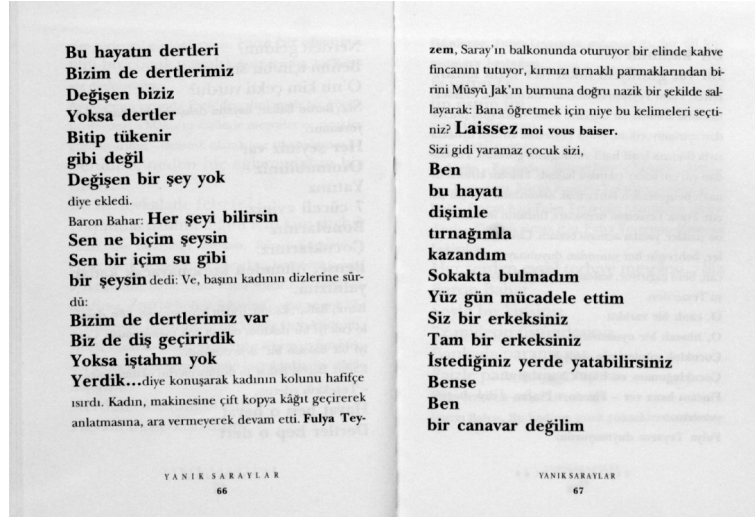 Bu hayatın dertleri
Bizim de dertlerimiz
Değişen biziz
Yoksa dertler
Bitip tükenir
gibi değil
Değişen bir şey yok
diye ekledi.
Baron Bahar: Her şeyi bilirsin
Sen ne biçim şeysin
Sen bir içim su gibi
bir şeysin dedi: Ve, başını kadının dizlerine sür-
dü:
Bizim de dertlerimiz var
Biz de diş geçirirdik
Yoksa iştahım yok
Yerdik...diye konuşarak kadının kolunu hafifçe
ısırdı. Kadın, makinesine çift kopya kâğıt geçirerek
anlatmasına, ara vermeyerek devam etti. Fulya Tey-
YANIK SARAYLAR
66
zem, Saray'ın balkonunda oturuyor bir elinde kahve
fincanını tutuyor, kırmızı tırnaklı parmaklarından bi-
rini Müsyü Jak'ın burnuna doğru nazik bir şekilde sal-
layarak: Bana öğretmek için niye bu kelimeleri seçti-
niz? Laissez moi vous baiser.
Sizi gidi yaramaz çocuk sizi,
Ben
bu hayatı
dişimle
tırnağımla
kazandım
Sokakta bulmadım
Yüz gün mücadele ettim
Siz bir erkeksiniz
Tam bir erkeksiniz
İstediğiniz yerde yatabilirsiniz
Bense
Ben
bir canavar değilim
YANIK SARAYLAR
67